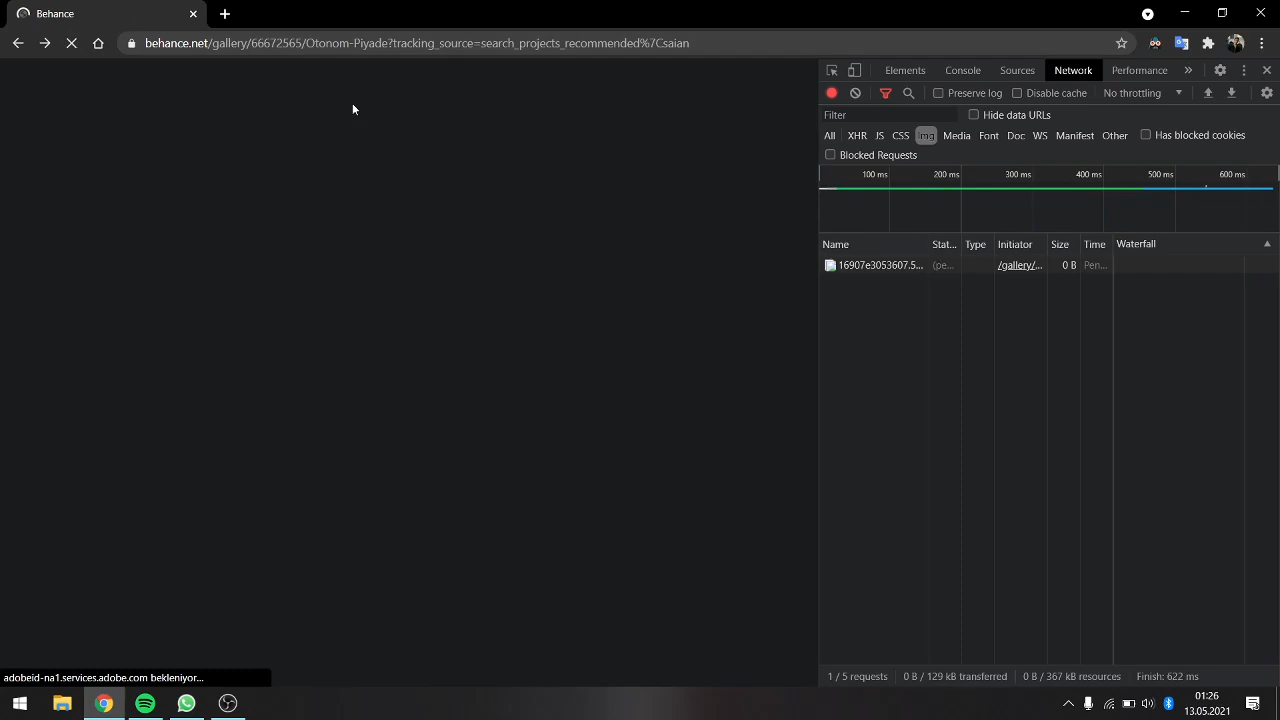 Behance
behance.net/gallery/66672565/Otonom-Piyade?tracking_source=search_projects_recommended%7Csaian
Elements Console Sources Network Performance »
Preserve log Disable cache No throttling
Filter Hide data URLs
All XHR JS CSS Img Media Font Doc WS Manifest Other Has blocked cookies
Blocked Requests
100 ms 200 ms 300 ms 400 ms 500 ms 600 ms
Name Stat... Type Initiator Size Time Waterfall
16907e3053607.5... (pe... /gallery/... 0 B Pen...
1 / 5 requests 0 B / 129 kB transferred 0 B / 367 kB resources Finish: 622 ms
adobeid-na1.services.adobe.com bekleniyor...
01:26
13.05.2021